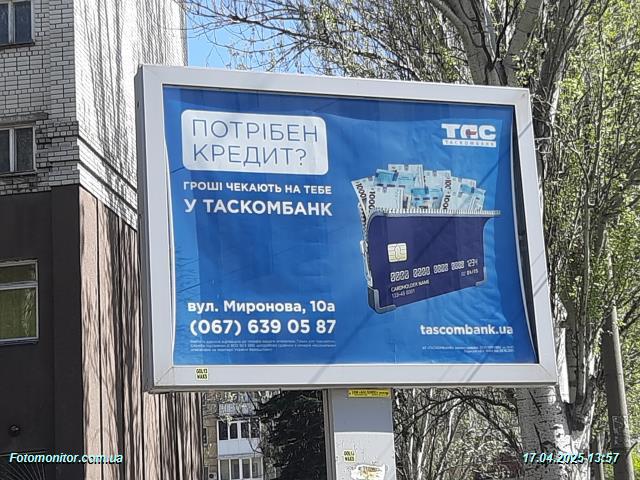 ПОТРІБЕН
КРЕДИТ?
ГРОШІ ЧЕКАЮТЬ НА ТЕБЕ
У ТАСКОМБАНК
ТАС
ТАСКОМБАНК
1000
CARDHOLDER NAME
вул. Миронова, 10а
(067) 639 05 87
tascombank.ua
Fotomonitor.com.ua
17.04.2025 13:57